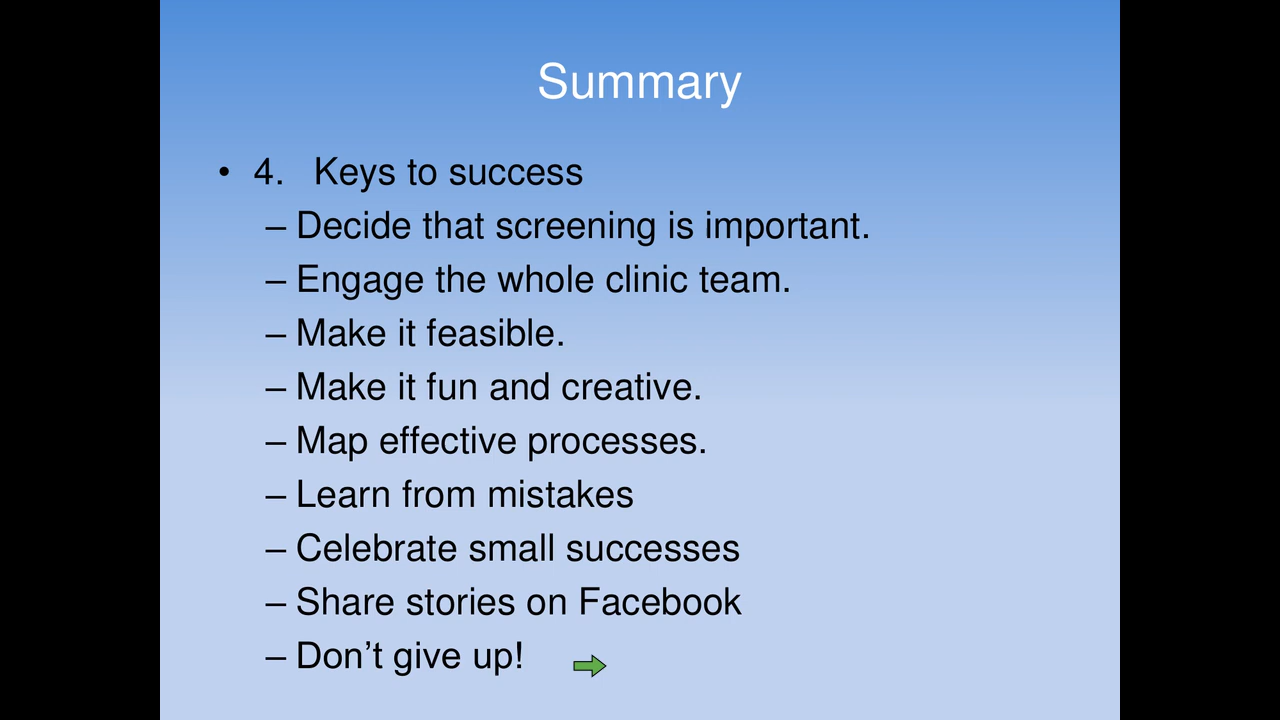 Summary
• 4. Keys to success
– Decide that screening is important.
– Engage the whole clinic team.
– Make it feasible.
– Make it fun and creative.
– Map effective processes.
– Learn from mistakes
– Celebrate small successes
– Share stories on Facebook
– Don’t give up!